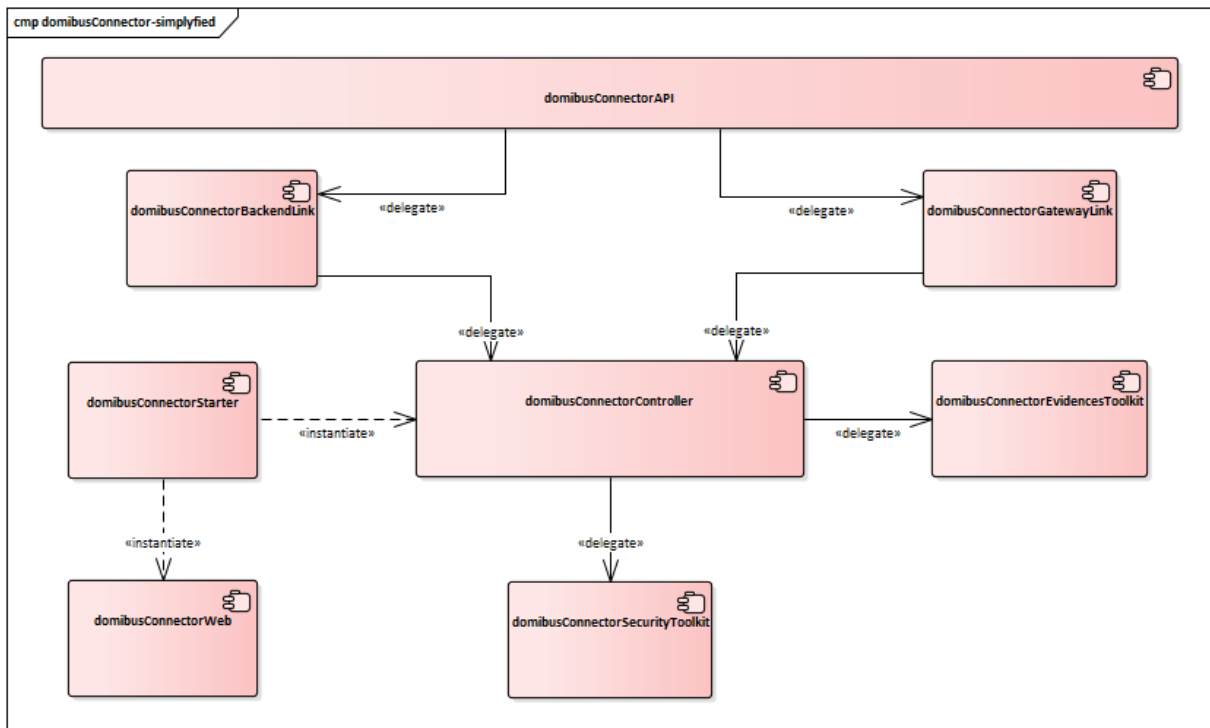 cmp domibusConnector-simplyfied
domibusConnectorAPI
domibusConnectorBackendLink
domibusConnectorGatewayLink
«delegate»
«delegate»
«delegate»
«delegate»
domibusConnectorStarter
domibusConnectorController
domibusConnectorEvidencesToolkit
«instantiate»
«delegate»
«instantiate»
«delegate»
domibusConnectorWeb
domibusConnectorSecurityToolkit